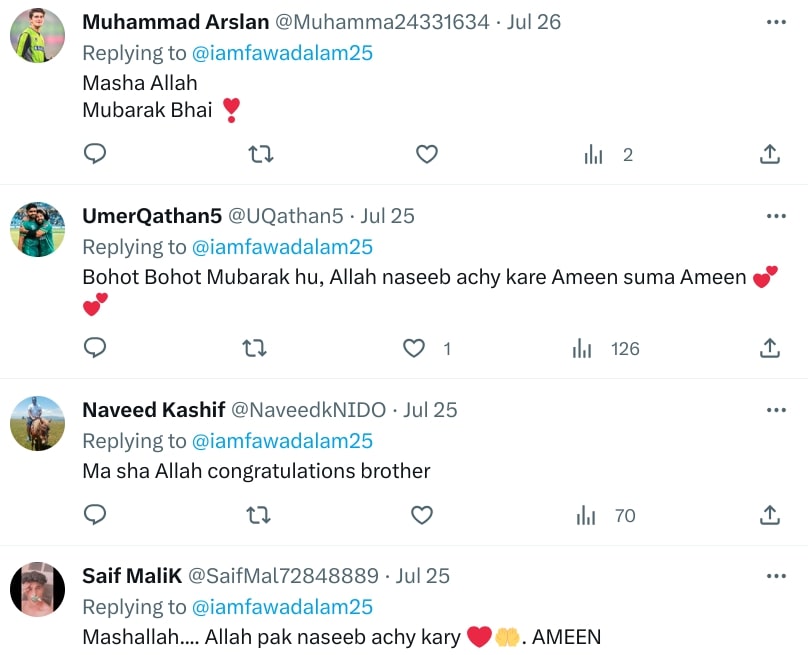 Muhammad Arslan @Muhamma24331634 · Jul 26
Replying to @iamfawadalam25
Masha Allah
Mubarak Bhai ❣️
2
UmerQathan5 @UQathan5 · Jul 25
Replying to @iamfawadalam25
Bohot Bohot Mubarak hu, Allah naseeb achy kare Ameen suma Ameen 💕
💕
1 126
Naveed Kashif @NaveedkNIDO · Jul 25
Replying to @iamfawadalam25
Ma sha Allah congratulations brother
70
Saif MaliK @SaifMal72848889 · Jul 25
Replying to @iamfawadalam25
Mashallah.... Allah pak naseeb achy kary ❤️🤲. AMEEN